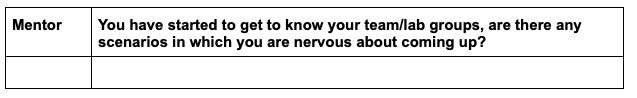 Mentor
You have started to get to know your team/lab groups, are there any
scenarios in which you are nervous about coming up?